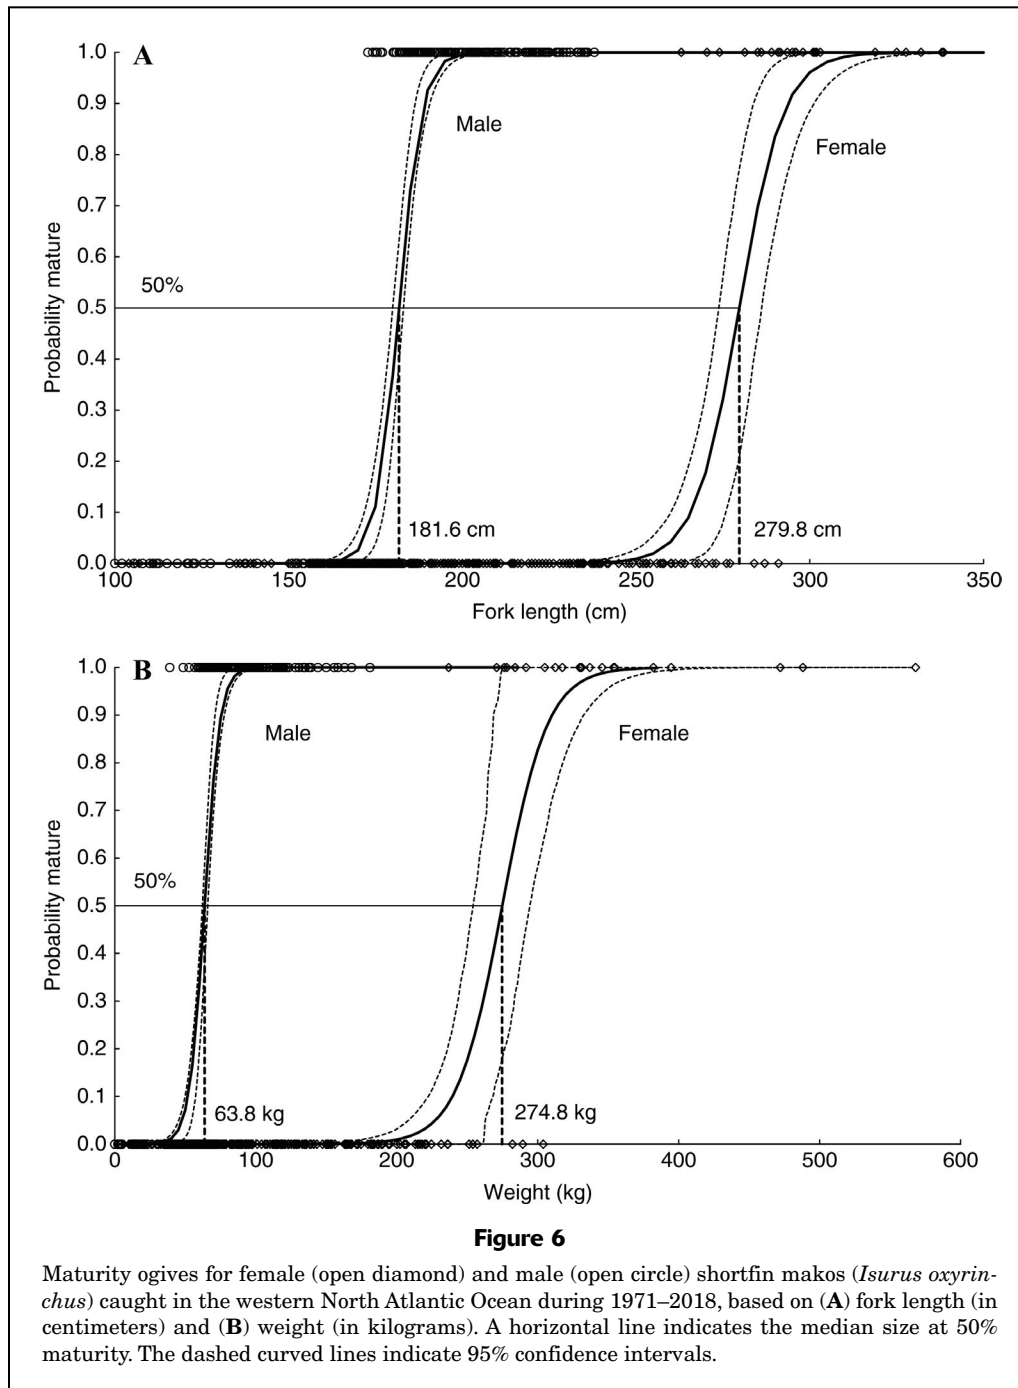 A
1.0
0.9
0.8
0.7
0.6
0.5
0.4
0.3
0.2
0.1
0.0
Probability mature
Male
Female
50%
181.6 cm
279.8 cm
100 150 200 250 300 350
Fork length (cm)
B
1.0
0.9
0.8
0.7
0.6
0.5
0.4
0.3
0.2
0.1
0.0
Probability mature
Male
Female
50%
63.8 kg
274.8 kg
0 100 200 300 400 500 600
Weight (kg)
Figure 6
Maturity ogives for female (open diamond) and male (open circle) shortfin makos (Isurus oxyrin-
chus) caught in the western North Atlantic Ocean during 1971–2018, based on (A) fork length (in
centimeters) and (B) weight (in kilograms). A horizontal line indicates the median size at 50%
maturity. The dashed curved lines indicate 95% confidence intervals.